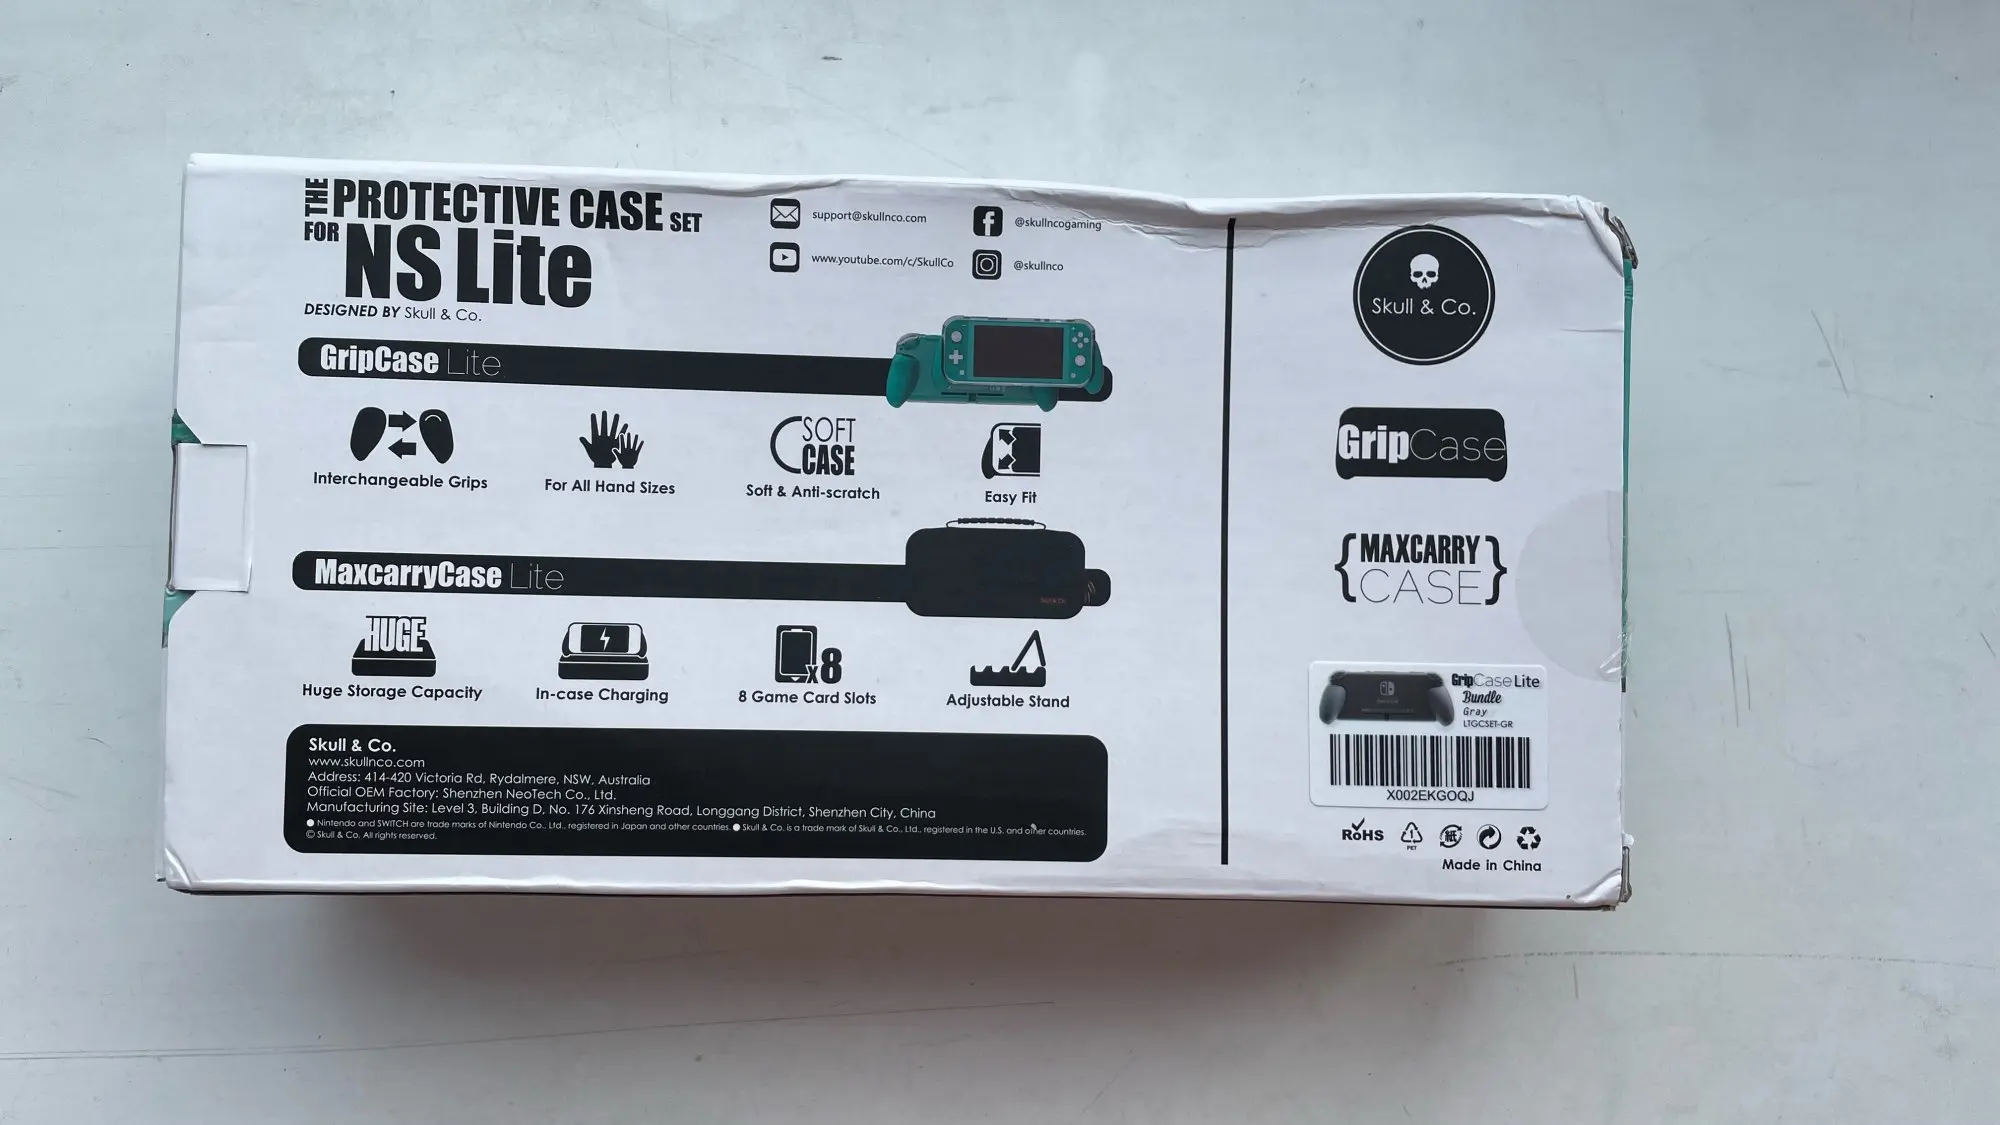 THE PROTECTIVE CASE SET
FOR NS Lite
DESIGNED BY Skull & Co.
support@skullnco.com
@skullncogaming
www.youtube.com/c/SkullCo
@skullnco
GripCase Lite
Interchangeable Grips
For All Hand Sizes
SOFT
CASE
Soft & Anti-scratch
Easy Fit
MaxcarryCase Lite
HUGE
Huge Storage Capacity
In-case Charging
x8
8 Game Card Slots
Adjustable Stand
Skull & Co.
www.skullnco.com
Address: 414-420 Victoria Rd, Rydalmere, NSW, Australia
Official OEM Factory: Shenzhen NeoTech Co., Ltd.
Manufacturing Site: Level 3, Building D, No. 176 Xinsheng Road, Longgang District, Shenzhen City, China
● Nintendo and SWITCH are trade marks of Nintendo Co., Ltd., registered in Japan and other countries. ● Skull & Co. is a trade mark of Skull & Co., Ltd., registered in the U.S. and other countries.
© Skull & Co. All rights reserved.
Skull & Co.
GripCase
{MAXCARRY
CASE}
GripCase Lite
Bundle
Gray
LTGCSET-GR
X002EKGOQJ
RoHS
1
PET
紙
Made in China